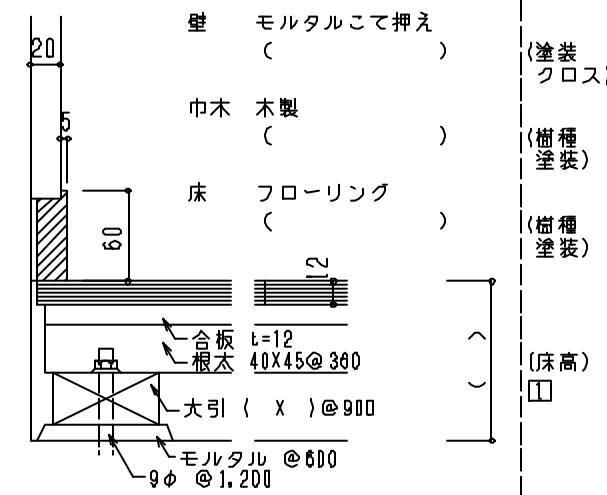 壁 モルタルこて押え
( )
(塗装
クロス)
20
5
巾木 木製
( )
(樹種
塗装)
床 フローリング
( )
(樹種
塗装)
60
12
合板 t=12
根太 40X45@360
( )
(床高)
1
大引 ( X )@900
モルタル @600
9φ @1,200